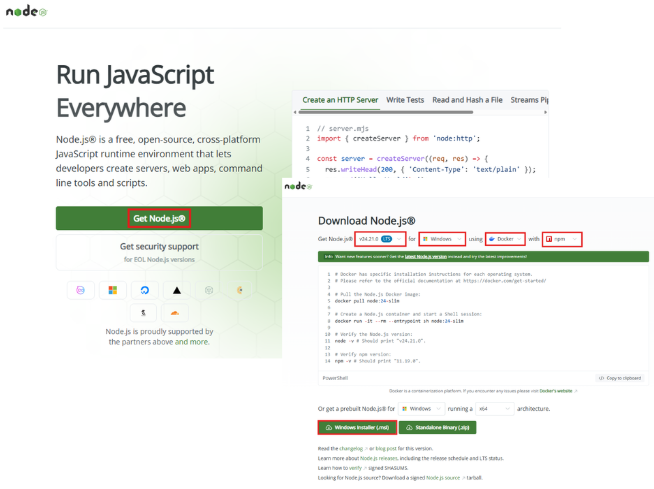 node
Run JavaScript
Everywhere
Node.js® is a free, open-source, cross-platform
JavaScript runtime environment that lets
developers create servers, web apps, command
line tools and scripts.
Get Node.js®
Get security support
for EOL Node.js versions
Node.js is proudly supported by
the partners above and more.
Create an HTTP Server Write Tests Read and Hash a File Streams Pip
1 // server.mjs
2 import { createServer } from 'node:http';
3
4 const server = createServer((req, res) => {
5 res.writeHead(200, { 'Content-Type': 'text/plain' });
node
Download Node.js®
Get Node.js® v24.21.0 LTS for Windows using Docker with npm
Info Want new features sooner? Get the latest Node.js version instead and try the latest improvements!
1 # Docker has specific installation instructions for each operating system.
2 # Please refer to the official documentation at https://docker.com/get-started/
3
4 # Pull the Node.js Docker image:
5 docker pull node:24-slim
6
7 # Create a Node.js container and start a Shell session:
8 docker run -it --rm --entrypoint sh node:24-slim
9
10 # Verify the Node.js version:
11 node -v # Should print "v24.21.0".
12
13 # Verify npm version:
14 npm -v # Should print "11.19.0".
PowerShell
Copy to clipboard
Docker is a containerization platform. If you encounter any issues please visit Docker's website
Or get a prebuilt Node.js® for Windows running a x64 architecture.
Windows Installer (.msi)
Standalone Binary (.zip)
Read the changelog or blog post for this version.
Learn more about Node.js releases, including the release schedule and LTS status.
Learn how to verify signed SHASUMS.
Looking for Node.js source? Download a signed Node.js source tarball.